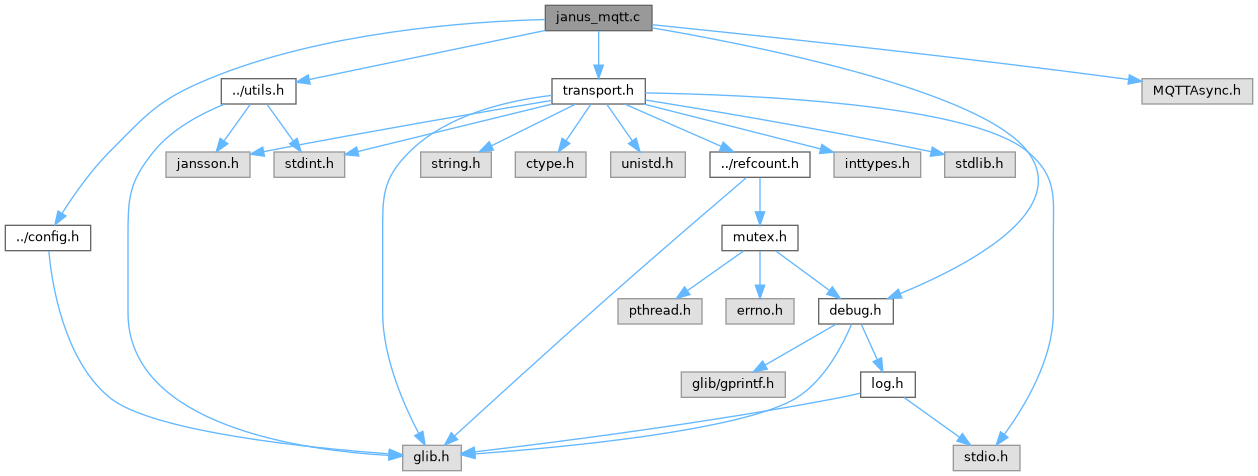 janus_mqtt.c
../utils.h
transport.h
MQTTAsync.h
jansson.h
stdint.h
string.h
ctype.h
unistd.h
../refcount.h
inttypes.h
stdlib.h
../config.h
mutex.h
pthread.h
errno.h
debug.h
glib/gprintf.h
log.h
glib.h
stdio.h